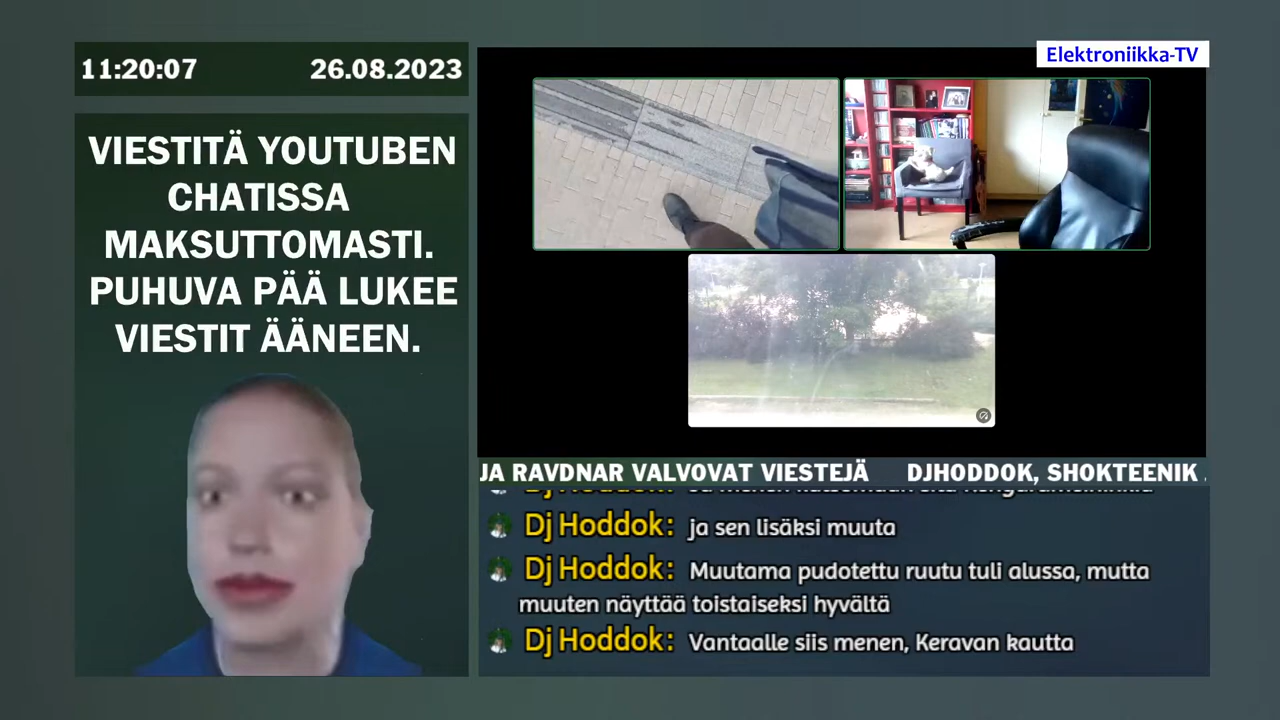 11:20:07 26.08.2023
Elektroniikka-TV
VIESTITÄ YOUTUBEN
CHATISSA
MAKSUTTOMASTI.
PUHUVA PÄÄ LUKEE
VIESTIT ÄÄNEEN.
JA RAVDNAR VALVOVAT VIESTEJÄ DJHODDOK, SHOKTEENIK
Dj Hoddok:
Dj Hoddok: ja sen lisäksi muuta
Dj Hoddok: Muutama pudotettu ruutu tuli alussa, mutta
muuten näyttää toistaiseksi hyvältä
Dj Hoddok: Vantaalle siis menen, Keravan kautta